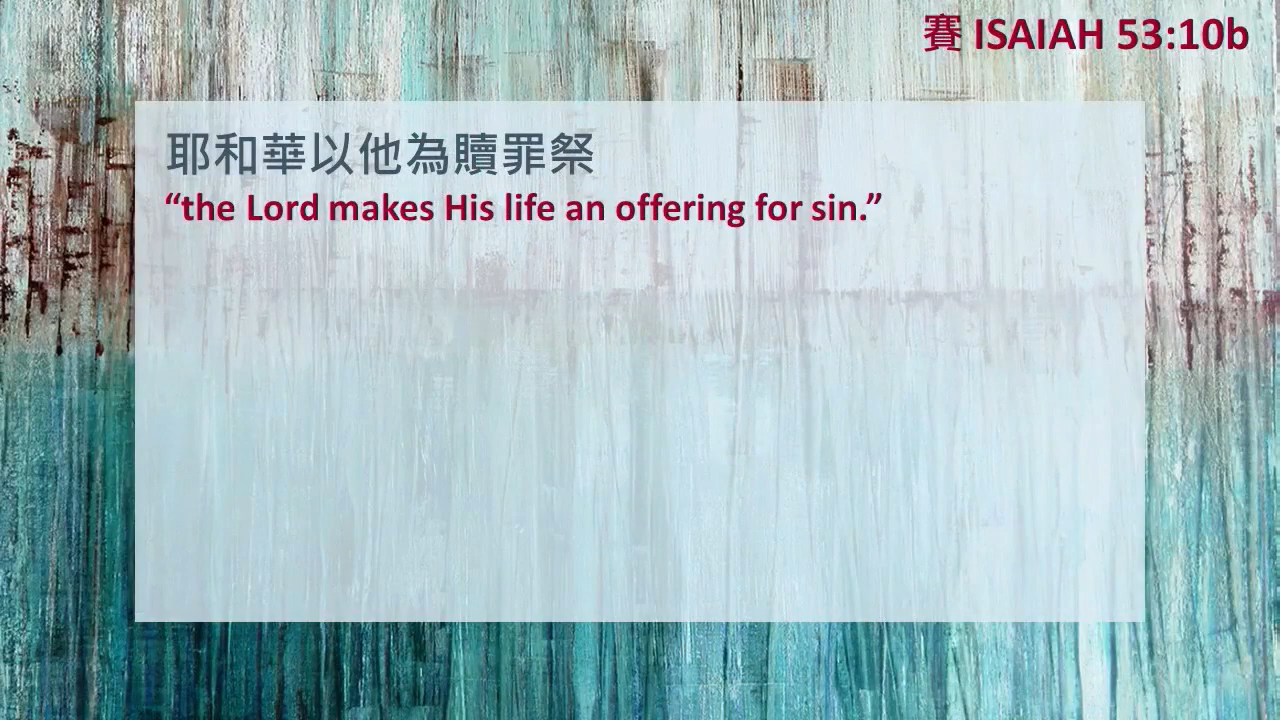 賽 ISAIAH 53:10b
耶和華以他為贖罪祭
“the Lord makes His life an offering for sin.”